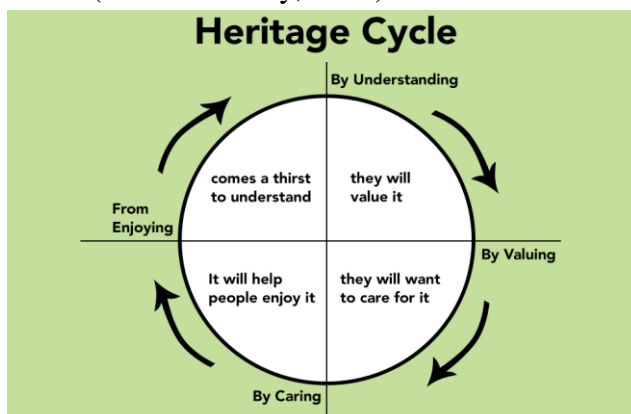 Heritage Cycle
By Understanding
they will
value it
By Valuing
they will want
to care for it
By Caring
It will help
people enjoy it
From
Enjoying
comes a thirst
to understand